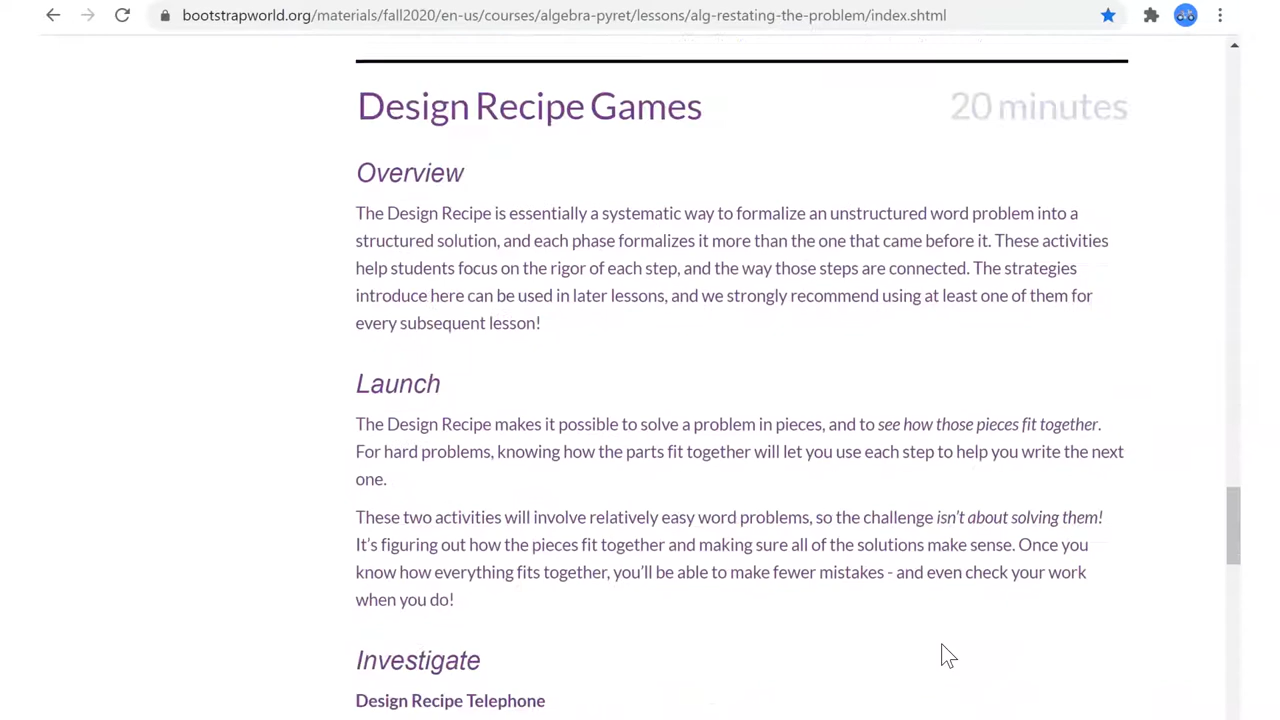 bootstrapworld.org/materials/fall2020/en-us/courses/algebra-pyret/lessons/alg-restating-the-problem/index.shtml
Design Recipe Games
20 minutes
Overview
The Design Recipe is essentially a systematic way to formalize an unstructured word problem into a
structured solution, and each phase formalizes it more than the one that came before it. These activities
help students focus on the rigor of each step, and the way those steps are connected. The strategies
introduce here can be used in later lessons, and we strongly recommend using at least one of them for
every subsequent lesson!
Launch
The Design Recipe makes it possible to solve a problem in pieces, and to see how those pieces fit together.
For hard problems, knowing how the parts fit together will let you use each step to help you write the next
one.
These two activities will involve relatively easy word problems, so the challenge isn't about solving them!
It's figuring out how the pieces fit together and making sure all of the solutions make sense. Once you
know how everything fits together, you'll be able to make fewer mistakes - and even check your work
when you do!
Investigate
Design Recipe Telephone